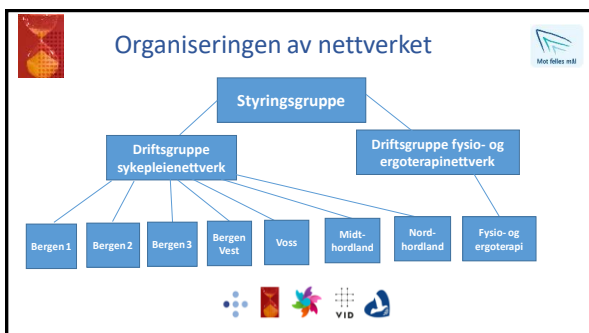 Organiseringen av nettverket
Mot felles mål
Styringsgruppe
Driftsgruppe
sykepleienettverk
Driftsgruppe fysio- og
ergoterapinettverk
Bergen 1
Bergen 2
Bergen 3
Bergen
Vest
Voss
Midt-
hordland
Nord-
hordland
Fysio- og
ergoterapi
VID